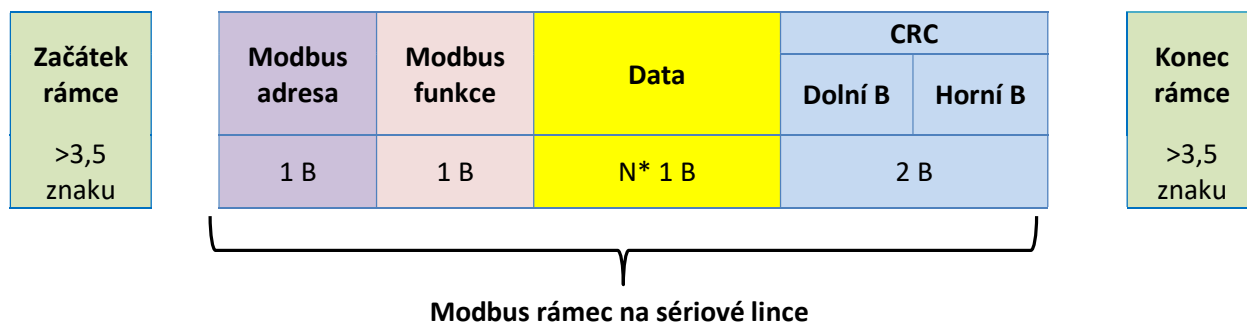 Začátek
rámce
>3,5
znaku
Modbus
adresa
1 B
Modbus
funkce
1 B
Data
N* 1 B
CRC
Dolní B
Horní B
2 B
Konec
rámce
>3,5
znaku
Modbus rámec na sériové lince